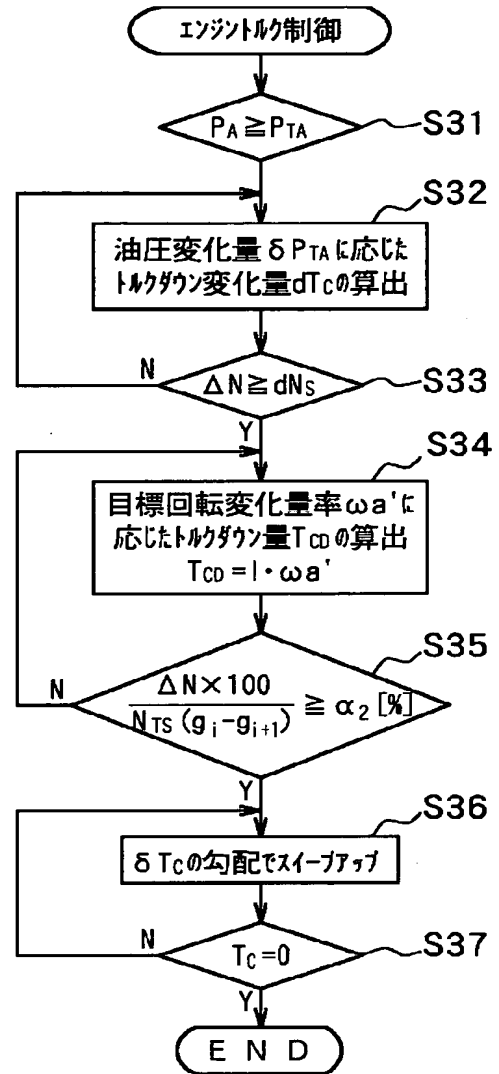 エンジントルク制御
PA≧PTA
S31
S32
油圧変化量δPTAに応じた
トルクダウン変化量dTCの算出
N
ΔN≧dNS
S33
Y
S34
目標回転変化量率ωa'に
応じたトルクダウン量TCDの算出
TCD=I・ωa'
S35
N
ΔN×100
NTS(gi-gi+1)
≧α2[%]
Y
S36
δTCの勾配でスイープアップ
N
TC=0
S37
Y
END